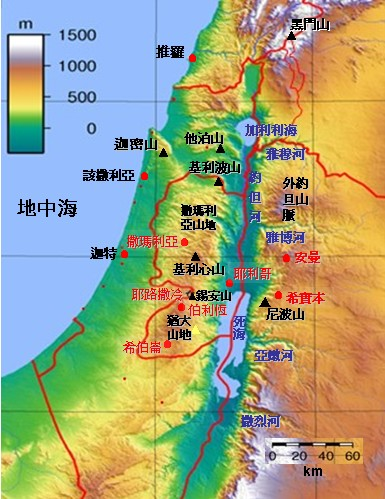 m
1500
1000
500
0
黑門山
推羅
加利利海
迦密山
他泊山
雅穆河
基利波山
該撒利亞
約
但
河
外約
旦山
脈
地中海
撒瑪利
亞山地
撒瑪利亞
雅博河
迦特
安曼
基利心山
耶利哥
耶路撒冷
錫安山
希實本
伯利恆
尼波山
猶大
山地
死
海
希伯崙
亞嫩河
撒烈河
0 20 40 60
km